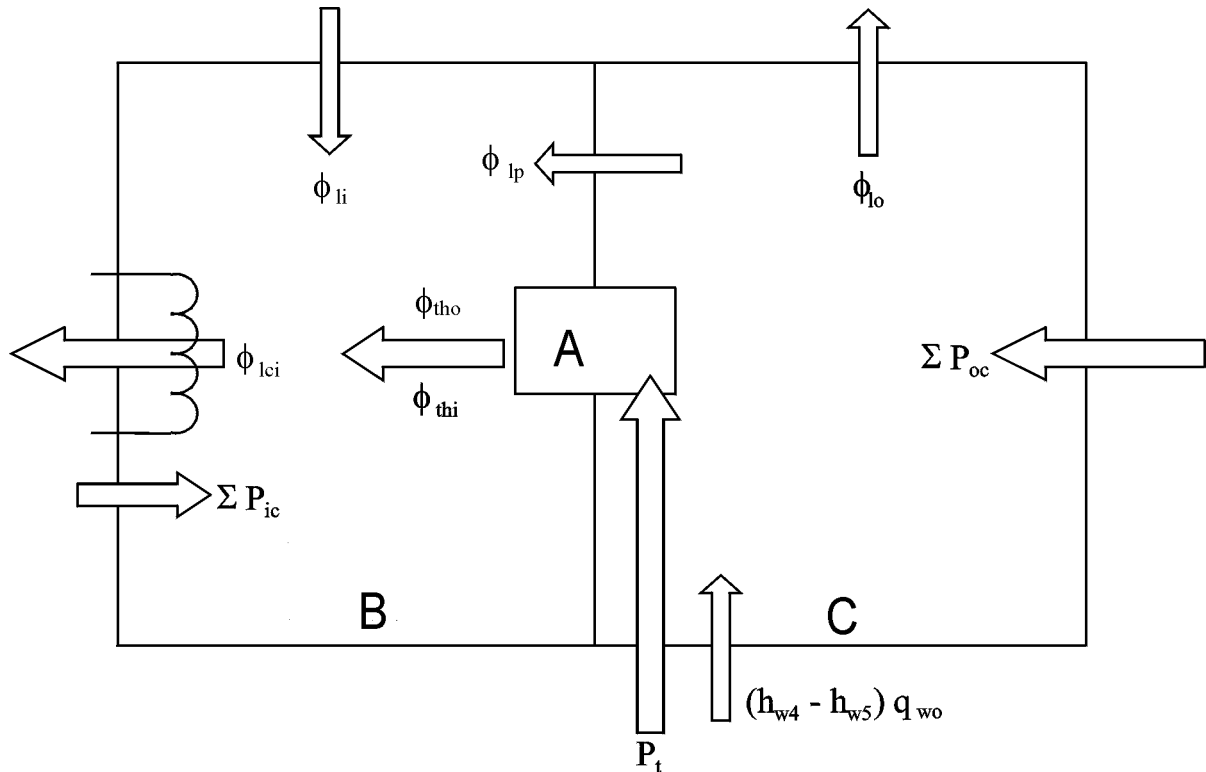 ϕ li
ϕ lp
ϕ lo
ϕ tho
A
ϕ lci
ϕ thi
Σ P oc
Σ P ic
B
C
(h w4 - h w5) q wo
P t